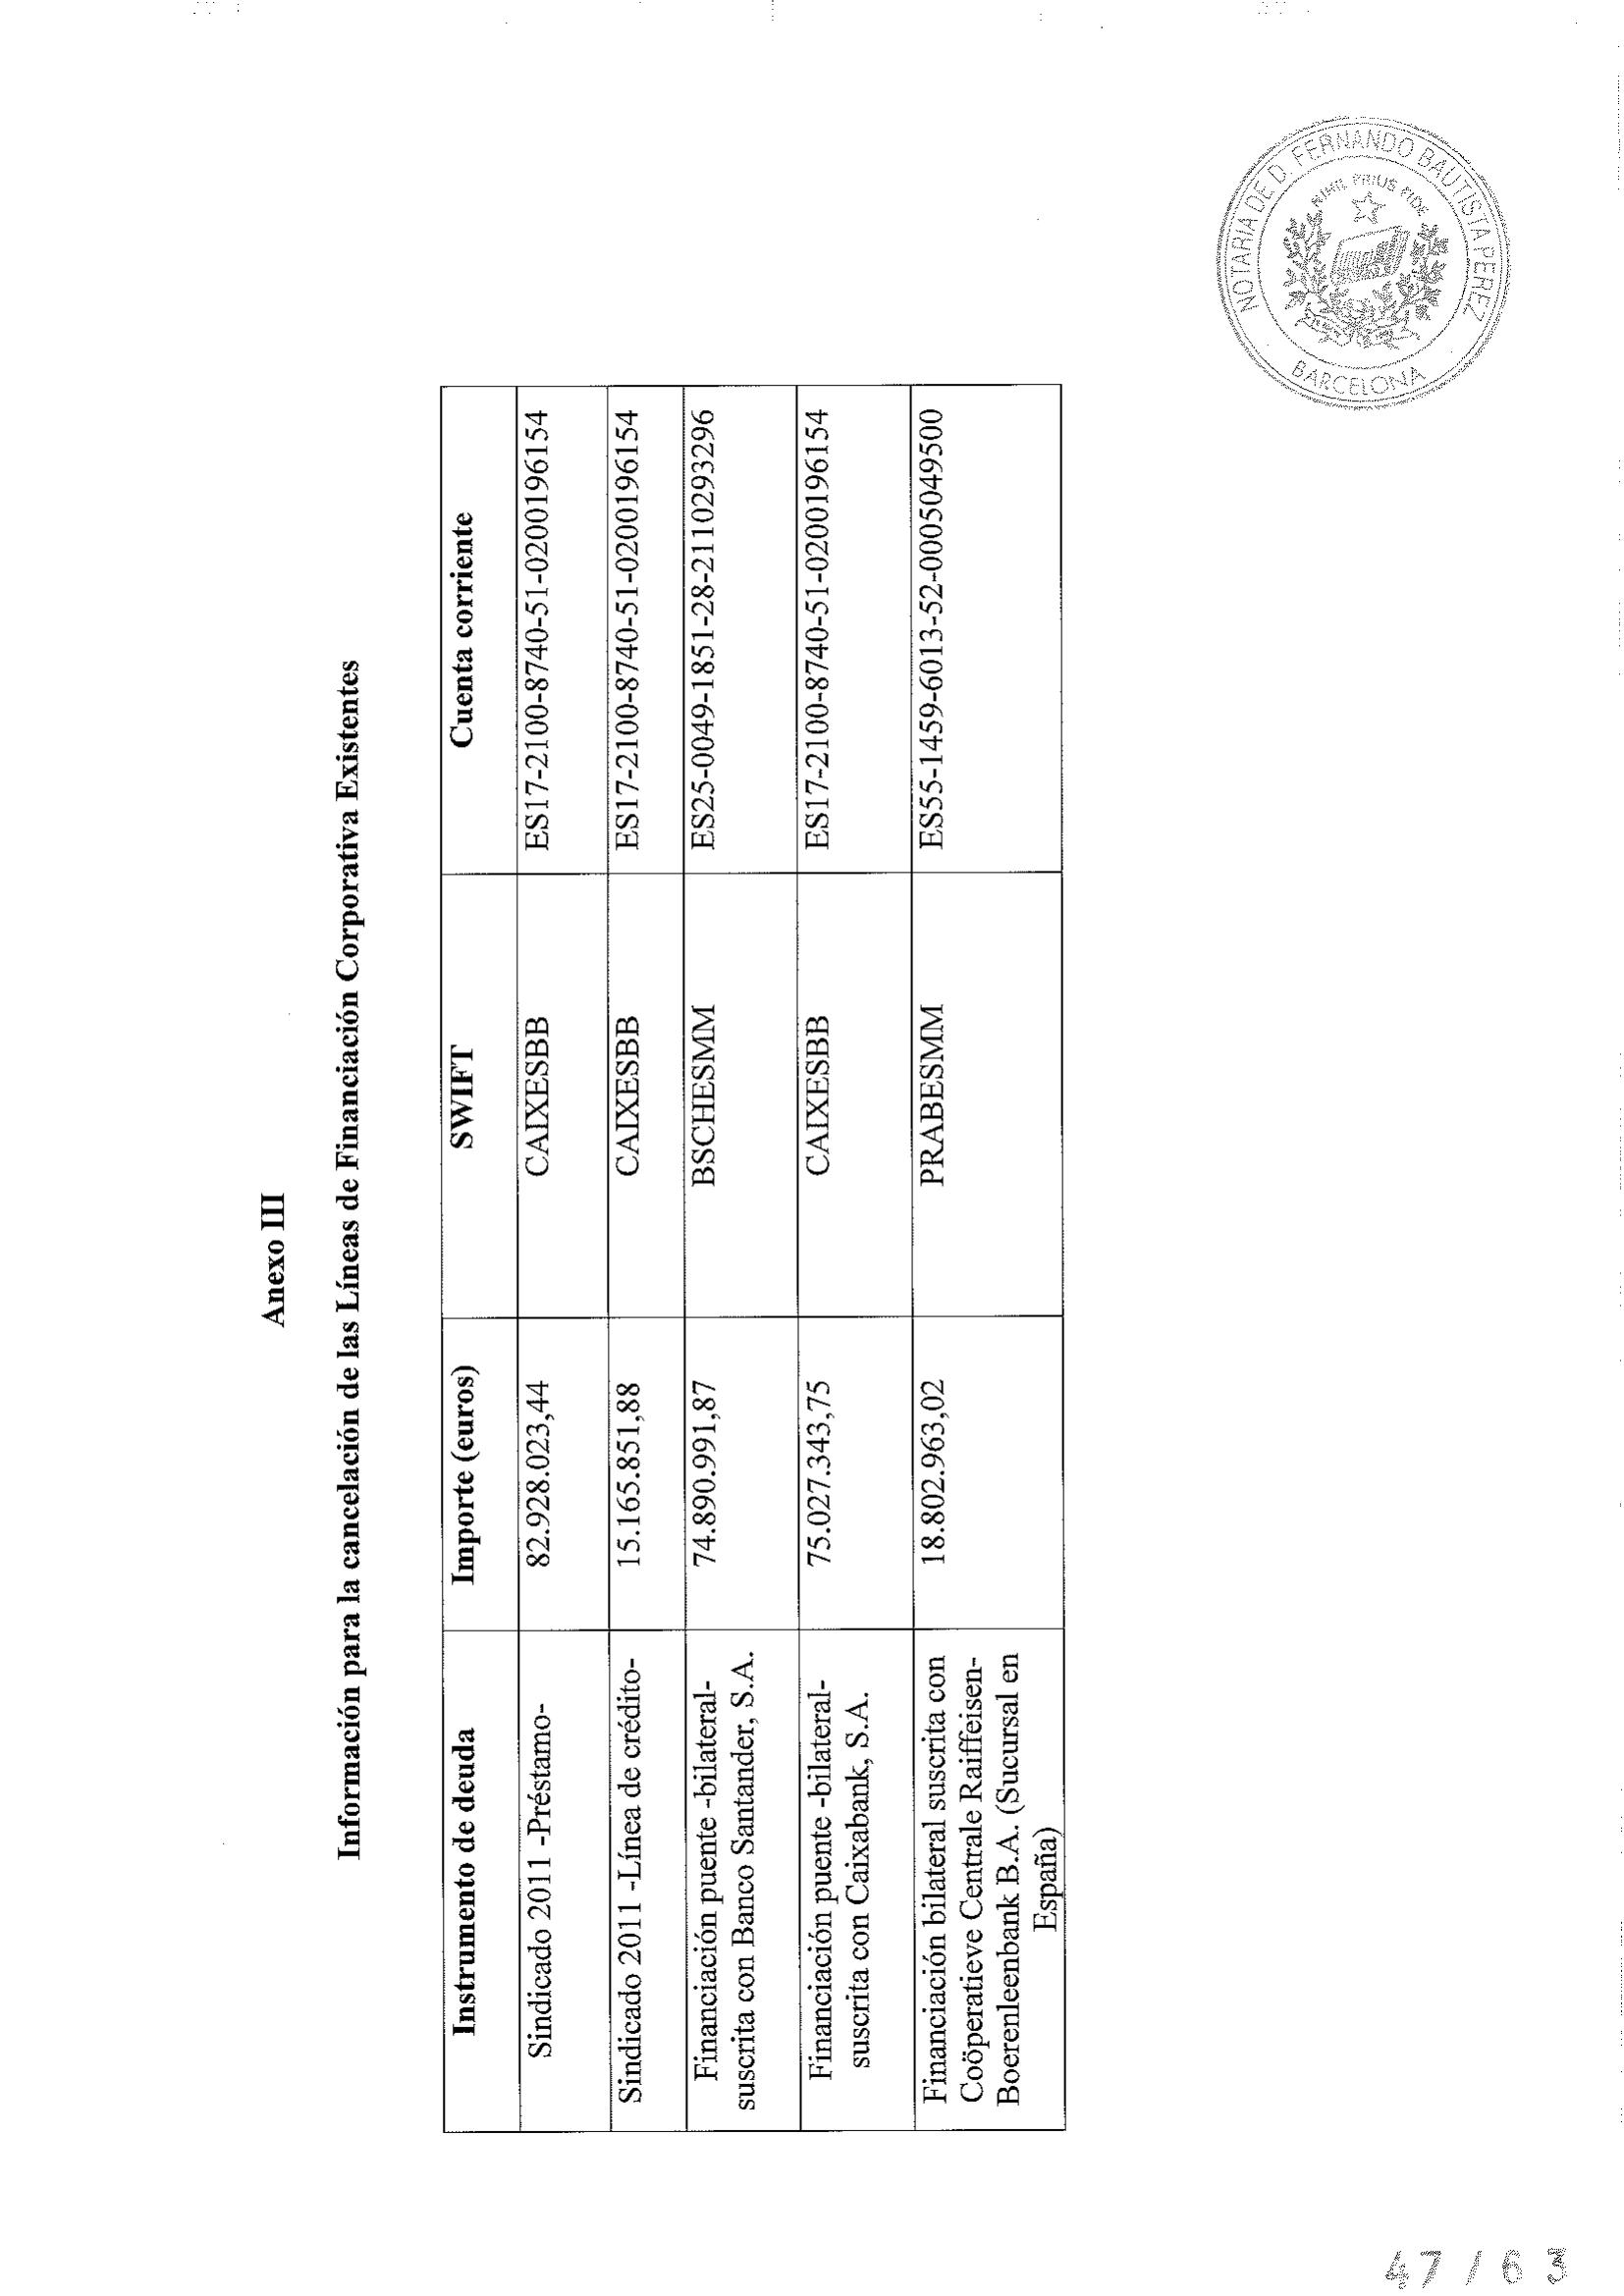 Anexo III
Información para la cancelación de las Líneas de Financiación Corporativa Existentes
Instrumento de deuda Importe (euros) SWIFT Cuenta corriente
Sindicado 2011 -Préstamo- 82.928.023,44 CAIXESBB ES17-2100-8740-51-0200196154
Sindicado 2011 -Línea de crédito- 15.165.851,88 CAIXESBB ES17-2100-8740-51-0200196154
Financiación puente -bilateral- 74.890.991,87 BSCHESMM ES25-0049-1851-28-2110293296
suscrita con Banco Santander, S.A.
Financiación puente -bilateral- 75.027.343,75 CAIXESBB ES17-2100-8740-51-0200196154
suscrita con Caixabank, S.A.
Financiación bilateral suscrita con 18.802.963,02 PRABESMM ES55-1459-6013-52-0005049500
Coöperatieve Centrale Raiffeisen-
Boerenleenbank B.A. (Sucursal en
España)
NOTARIA DE D. FERNANDO BAUTISTA PEREZ
NIHIL PRIUS FIDE
BARCELONA
47 / 63